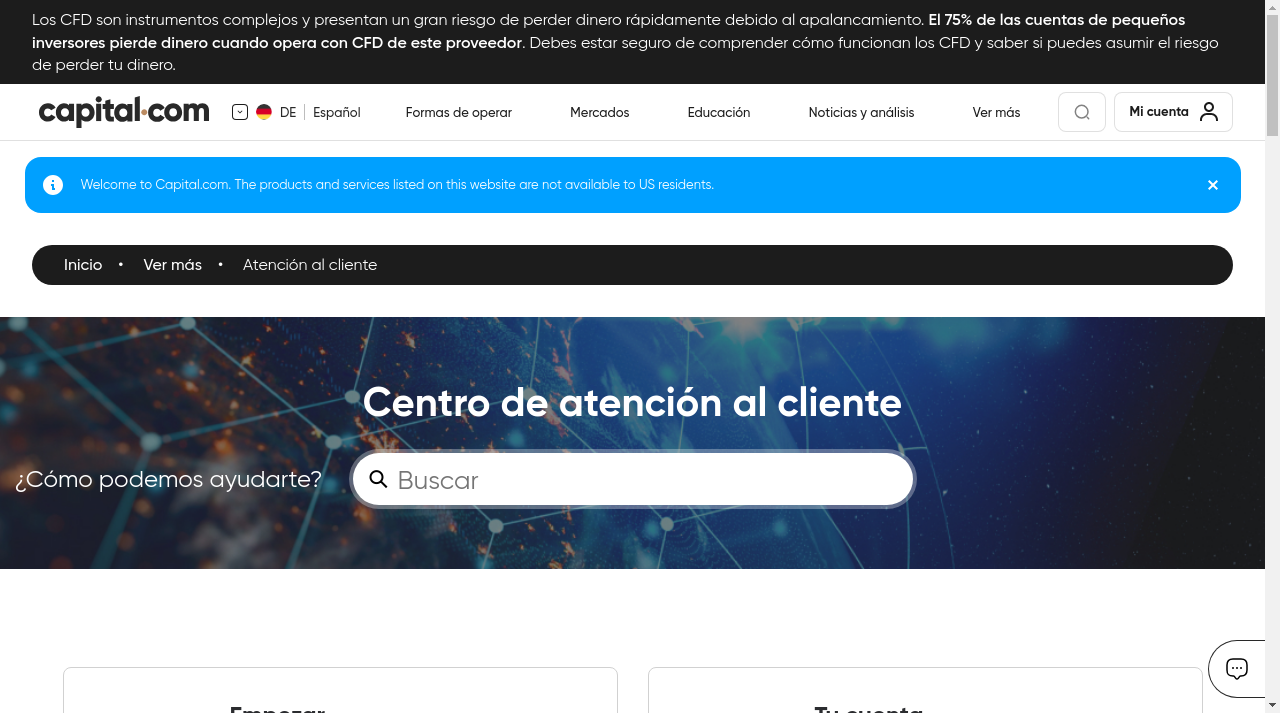 Los CFD son instrumentos complejos y presentan un gran riesgo de perder dinero rápidamente debido al apalancamiento. El 75% de las cuentas de pequeños
inversores pierde dinero cuando opera con CFD de este proveedor. Debes estar seguro de comprender cómo funcionan los CFD y saber si puedes asumir el riesgo
de perder tu dinero.
capital.com DE Español Formas de operar Mercados Educación Noticias y análisis Ver más Mi cuenta
Welcome to Capital.com. The products and services listed on this website are not available to US residents.
Inicio • Ver más • Atención al cliente
Centro de atención al cliente
¿Cómo podemos ayudarte? Buscar
Empezar Tu cuenta